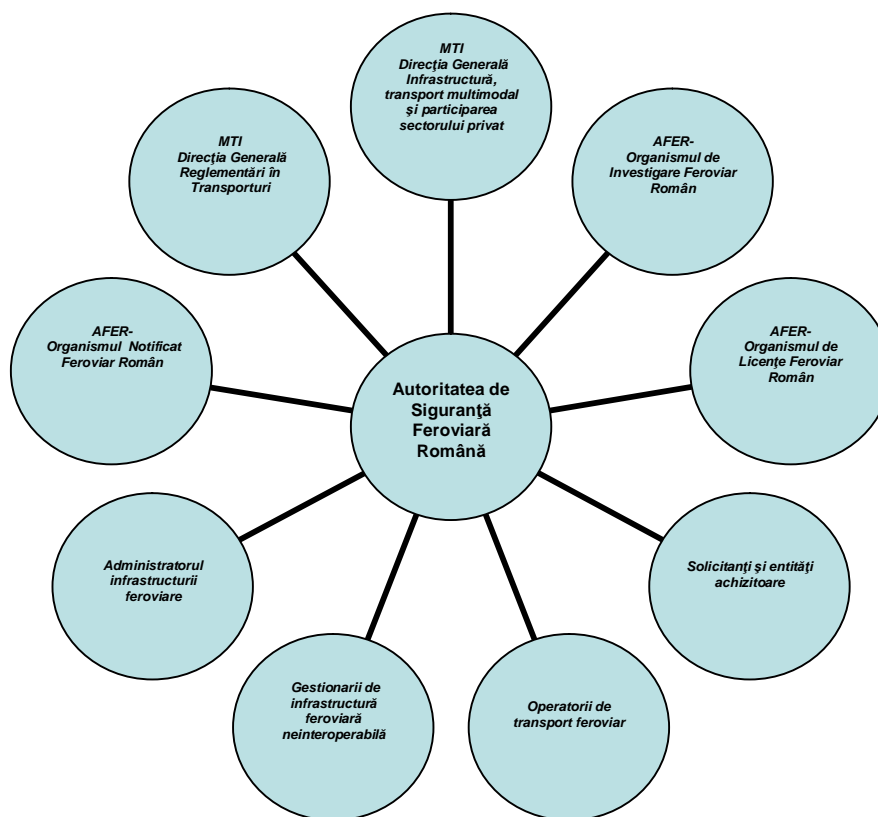 MTI
Direcţia Generală
Infrastructură,
transport multimodal
şi participarea
sectorului privat
MTI
Direcţia Generală
Reglementări în
Transporturi
AFER-
Organismul de
Investigare Feroviar
Român
AFER-
Organismul Notificat
Feroviar Român
AFER-
Organismul de
Licenţe Feroviar
Român
Autoritatea de
Siguranţă
Feroviară
Română
Administratorul
infrastructurii
feroviare
Solicitanţi şi entităţi
achizitoare
Gestionarii de
infrastructură
feroviară
neinteroperabilă
Operatorii de
transport feroviar